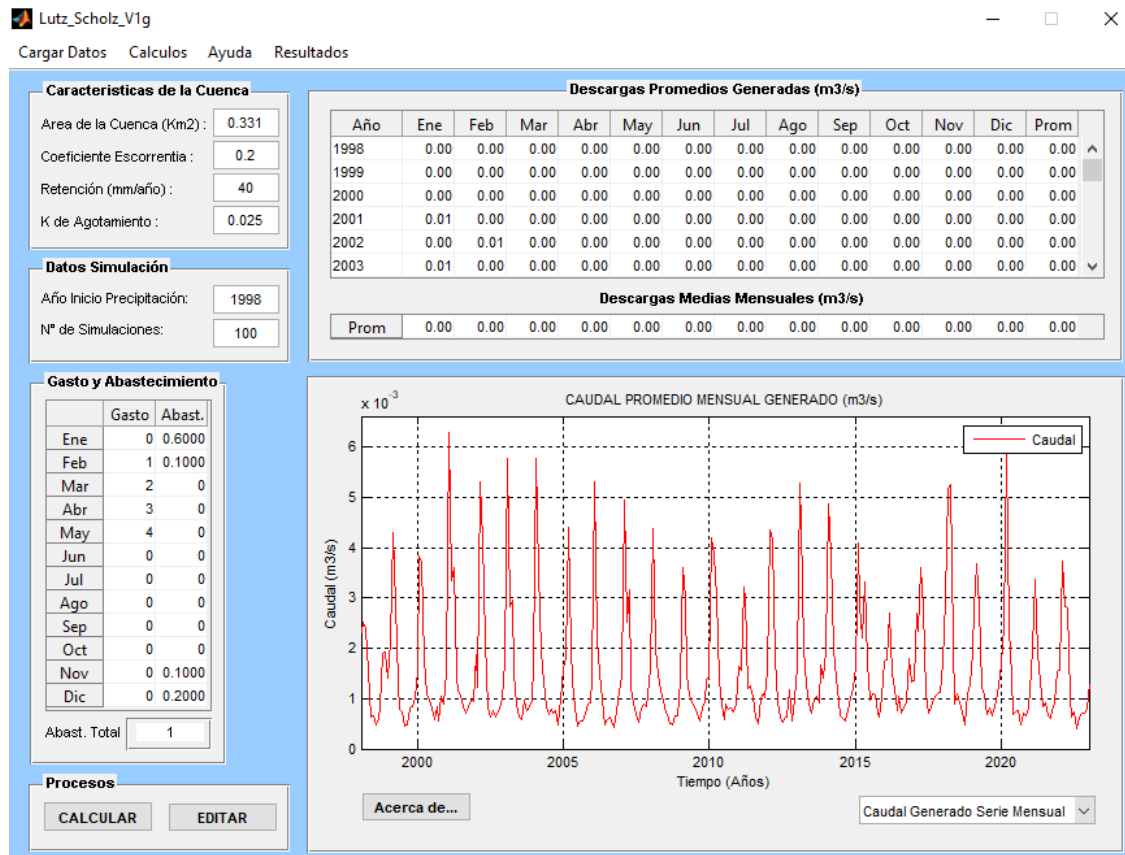 Lutz_Scholz_V1g
Cargar Datos Calculos Ayuda Resultados
Caracteristicas de la Cuenca
Area de la Cuenca (Km2) : 0.331
Coeficiente Escorrentia : 0.2
Retención (mm/año) : 40
K de Agotamiento : 0.025
Datos Simulación
Año Inicio Precipitación: 1998
N° de Simulaciones: 100
Gasto y Abastecimiento
Gasto Abast.
Ene 0 0.6000
Feb 1 0.1000
Mar 2 0
Abr 3 0
May 4 0
Jun 0 0
Jul 0 0
Ago 0 0
Sep 0 0
Oct 0 0
Nov 0 0.1000
Dic 0 0.2000
Abast. Total 1
Procesos
CALCULAR EDITAR
Descargas Promedios Generadas (m3/s)
Año Ene Feb Mar Abr May Jun Jul Ago Sep Oct Nov Dic Prom
1998 0.00 0.00 0.00 0.00 0.00 0.00 0.00 0.00 0.00 0.00 0.00 0.00 0.00
1999 0.00 0.00 0.00 0.00 0.00 0.00 0.00 0.00 0.00 0.00 0.00 0.00 0.00
2000 0.00 0.00 0.00 0.00 0.00 0.00 0.00 0.00 0.00 0.00 0.00 0.00 0.00
2001 0.01 0.00 0.00 0.00 0.00 0.00 0.00 0.00 0.00 0.00 0.00 0.00 0.00
2002 0.00 0.01 0.00 0.00 0.00 0.00 0.00 0.00 0.00 0.00 0.00 0.00 0.00
2003 0.01 0.00 0.00 0.00 0.00 0.00 0.00 0.00 0.00 0.00 0.00 0.00 0.00
Descargas Medias Mensuales (m3/s)
Prom 0.00 0.00 0.00 0.00 0.00 0.00 0.00 0.00 0.00 0.00 0.00 0.00 0.00
x 10^-3
CAUDAL PROMEDIO MENSUAL GENERADO (m3/s)
Caudal
6
5
4
3
2
1
0
Caudal (m3/s)
2000 2005 2010 2015 2020
Tiempo (Años)
Acerca de...
Caudal Generado Serie Mensual